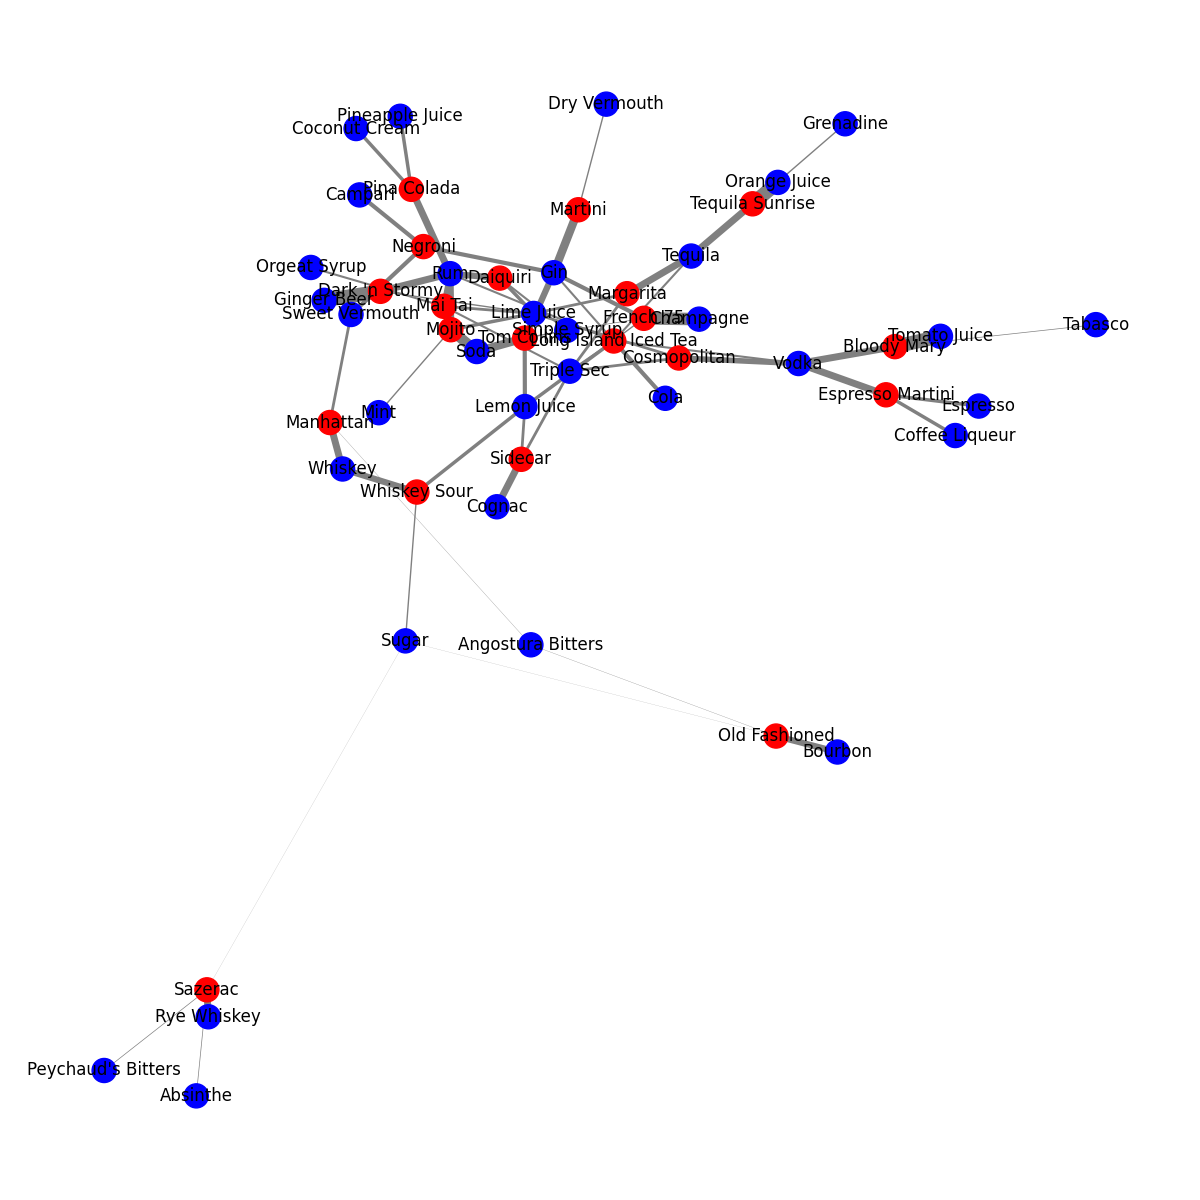 Dry Vermouth
Pineapple Juice
Coconut Cream
Grenadine
Orange Juice
Pina Colada
Campari
Tequila Sunrise
Martini
Negroni
Tequila
Orgeat Syrup
Rum
Daiquiri
Gin
Dark 'n Stormy
Margarita
Ginger Beer
Mai Tai
Sweet Vermouth
Lime Juice
French 75
Champagne
Tabasco
Mojito
Simple Syrup
Tom Collins
Long Island Iced Tea
Tomato Juice
Bloody Mary
Soda
Cosmopolitan
Vodka
Triple Sec
Espresso Martini
Cola
Espresso
Lemon Juice
Mint
Manhattan
Coffee Liqueur
Sidecar
Whiskey
Whiskey Sour
Cognac
Sugar
Angostura Bitters
Old Fashioned
Bourbon
Sazerac
Rye Whiskey
Peychaud's Bitters
Absinthe